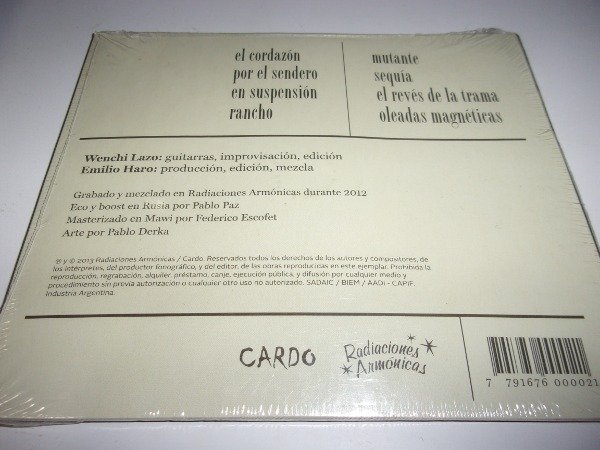 el cordazón
por el sendero
en suspensión
rancho
mutante
sequía
el revés de la trama
oleadas magnéticas
Wenchi Lazo: guitarras, improvisación, edición
Emilio Haro: producción, edición, mezcla
Grabado y mezclado en Radiaciones Armónicas durante 2012
Eco y boost en Rusia por Pablo Paz
Masterizado en Mawi por Federico Escofet
Arte por Pablo Derka
℗ y © 2013 Radiaciones Armónicas / Cardo. Reservados todos los derechos de los autores y compositores, de
los intérpretes, del productor fonográfico, y del editor, de las obras reproducidas en este ejemplar. Prohibida la
reproducción, regrabación, alquiler, préstamo, canje, ejecución pública, y difusión por cualquier medio y
procedimiento sin previa autorización o cualquier otro uso no autorizado. SADAIC / BIEM / AADI - CAPIF.
Industria Argentina.
CARDO
Radiaciones
Armónicas
7 791676 000021